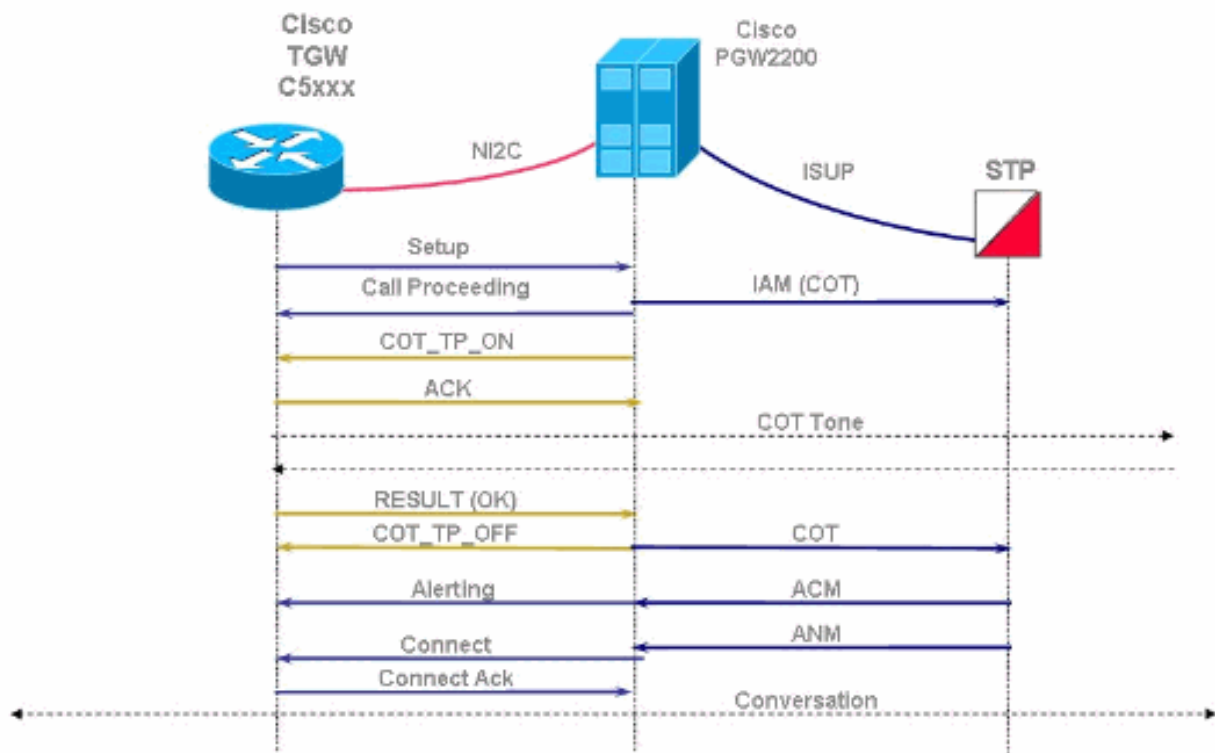 Cisco
TGW
C5xxx
Cisco
PGW2200
NI2C
ISUP
STP
Setup
Call Proceeding
IAM (COT)
COT_TP_ON
ACK
COT Tone
RESULT (OK)
COT_TP_OFF
COT
Alerting
ACM
ANM
Connect
Connect Ack
Conversation